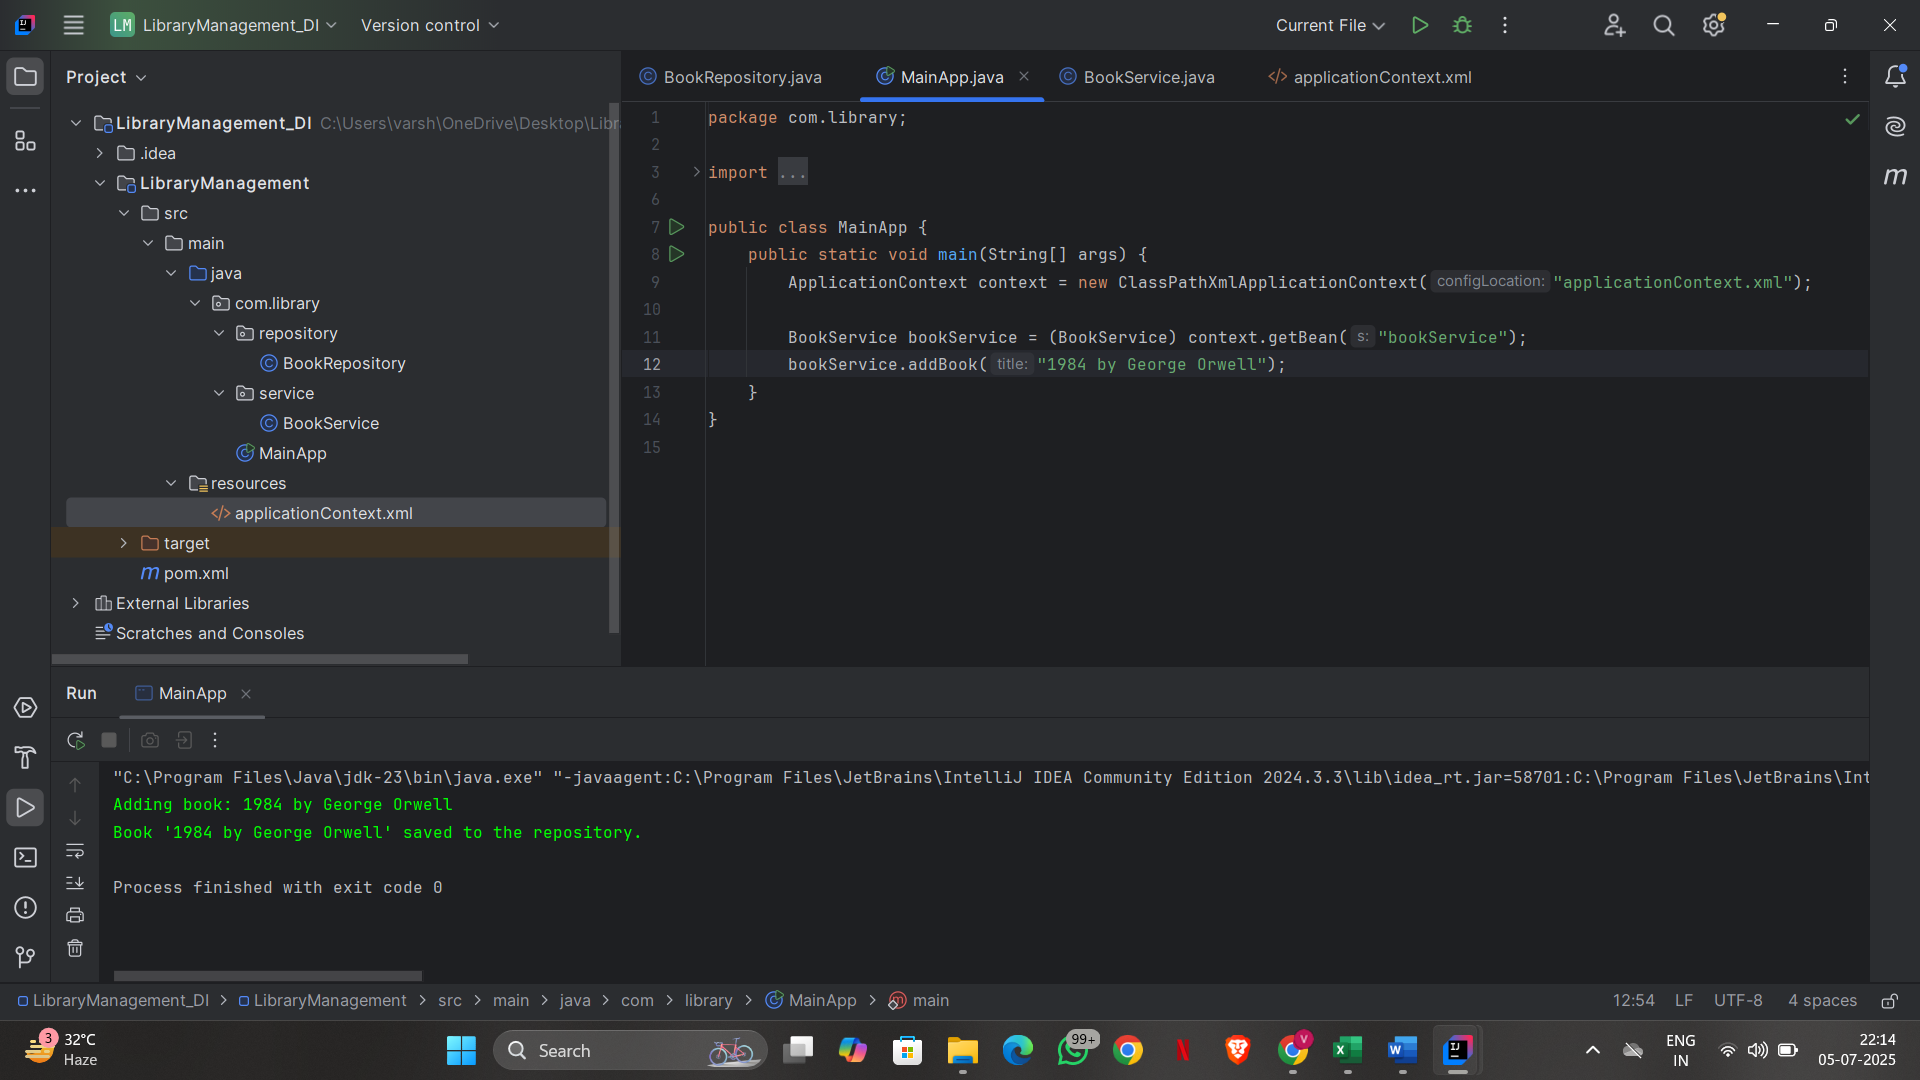 LM LibraryManagement_DI Version control Current File
Project
LibraryManagement_DI C:\Users\varsh\OneDrive\Desktop\Libr
.idea
LibraryManagement
src
main
java
com.library
repository
BookRepository
service
BookService
MainApp
resources
applicationContext.xml
target
m pom.xml
External Libraries
Scratches and Consoles
BookRepository.java MainApp.java BookService.java applicationContext.xml
1 package com.library;
2
3 import ...
6
7 public class MainApp {
8 public static void main(String[] args) {
9 ApplicationContext context = new ClassPathXmlApplicationContext( configLocation: "applicationContext.xml");
10
11 BookService bookService = (BookService) context.getBean( s: "bookService");
12 bookService.addBook( title: "1984 by George Orwell");
13 }
14 }
15
m
Run MainApp
"C:\Program Files\Java\jdk-23\bin\java.exe" "-javaagent:C:\Program Files\JetBrains\IntelliJ IDEA Community Edition 2024.3.3\lib\idea_rt.jar=58701:C:\Program Files\JetBrains\Int
Adding book: 1984 by George Orwell
Book '1984 by George Orwell' saved to the repository.
Process finished with exit code 0
LibraryManagement_DI > LibraryManagement > src > main > java > com > library > MainApp > main 12:54 LF UTF-8 4 spaces
3 32°C
Haze
Search
99+
V
ENG
IN
22:14
05-07-2025